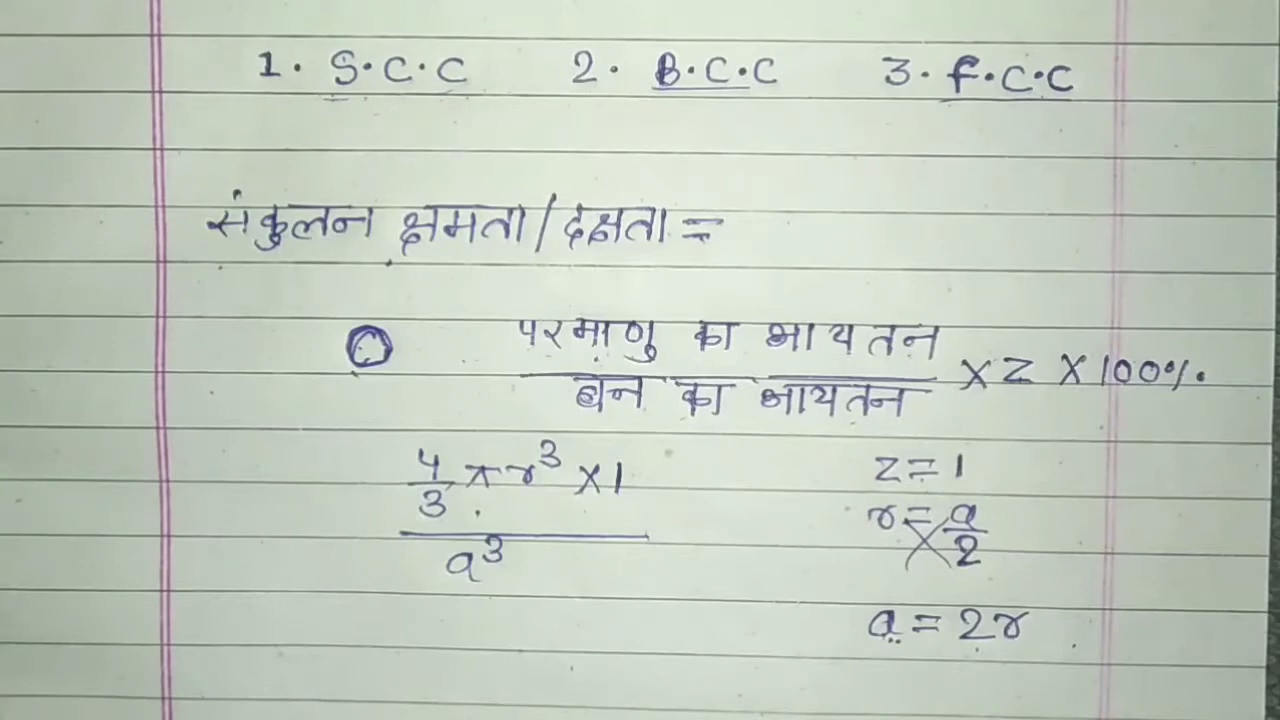 1. S.C.C 2. B.C.C 3. F.C.C
संकुलन क्षमता/दक्षता =
परमाणु का आयतन
घन का आयतन × Z × 100%.
4/3 πr³ × 1
a³
Z = 1
r = a/2
a = 2r